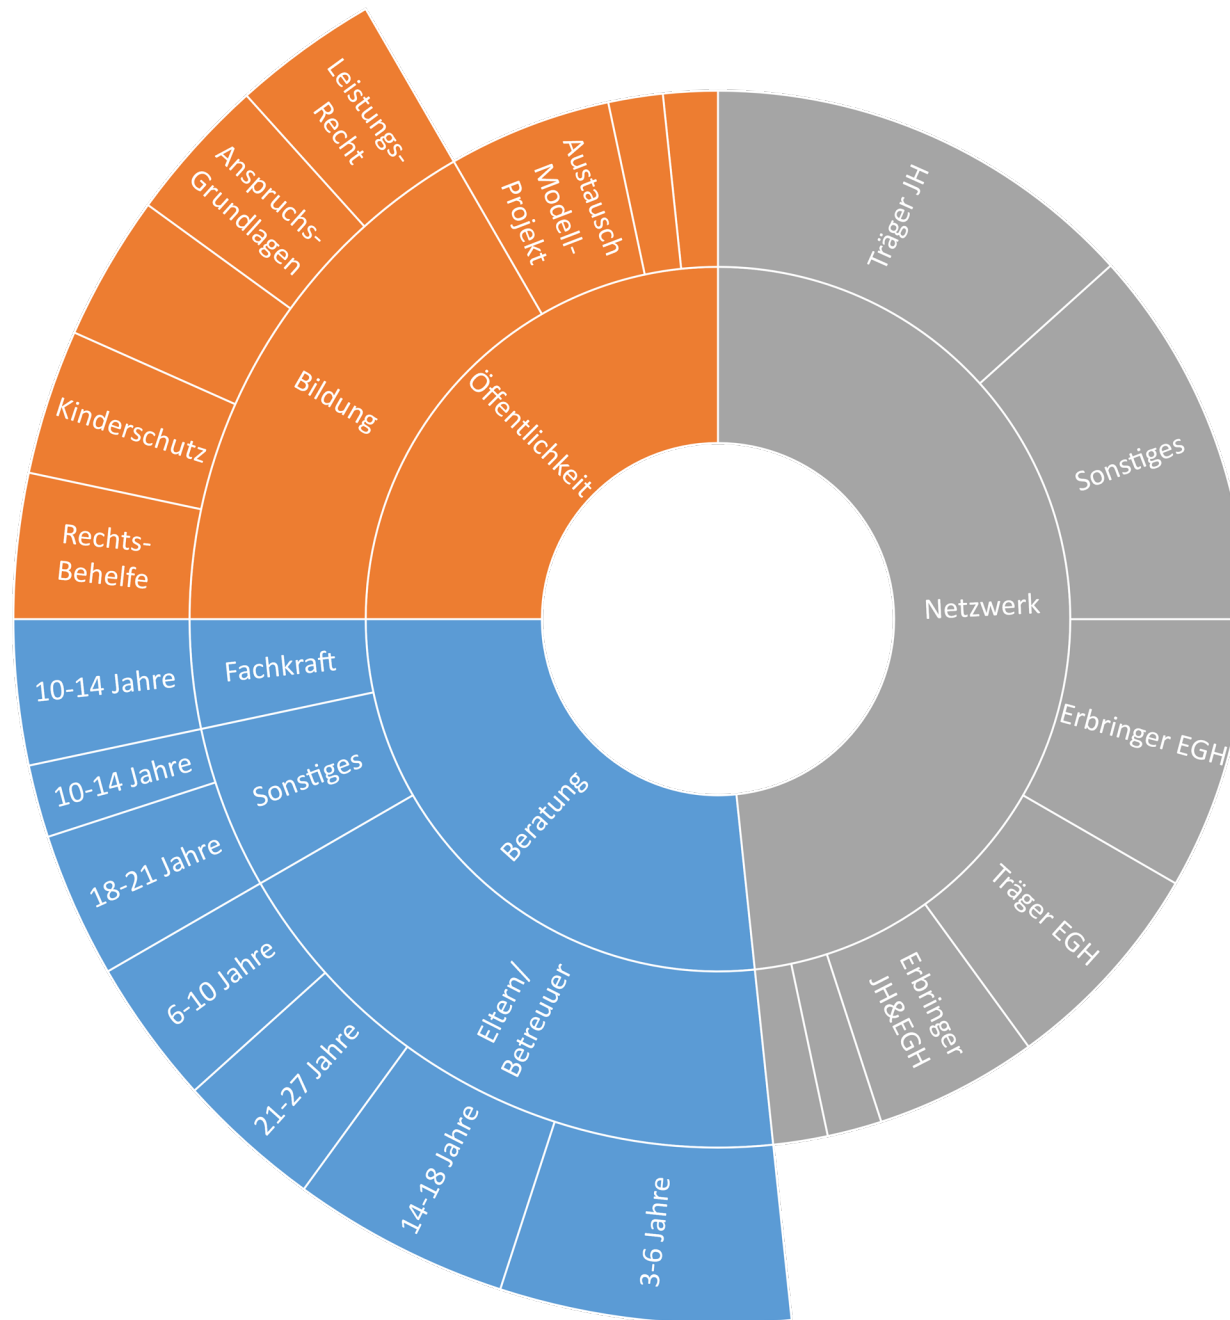 Leistungs-
Recht
Anspruchs-
Grundlagen
Kinderschutz
Rechts-
Behelfe
Bildung
Austausch
Modell-
Projekt
Öffentlichkeit
Träger JH
Sonstiges
Netzwerk
Erbringer EGH
Träger EGH
Erbringer
JH&EGH
Beratung
Fachkraft
Sonstiges
Eltern/
Betreuuer
10-14 Jahre
10-14 Jahre
18-21 Jahre
6-10 Jahre
21-27 Jahre
14-18 Jahre
3-6 Jahre